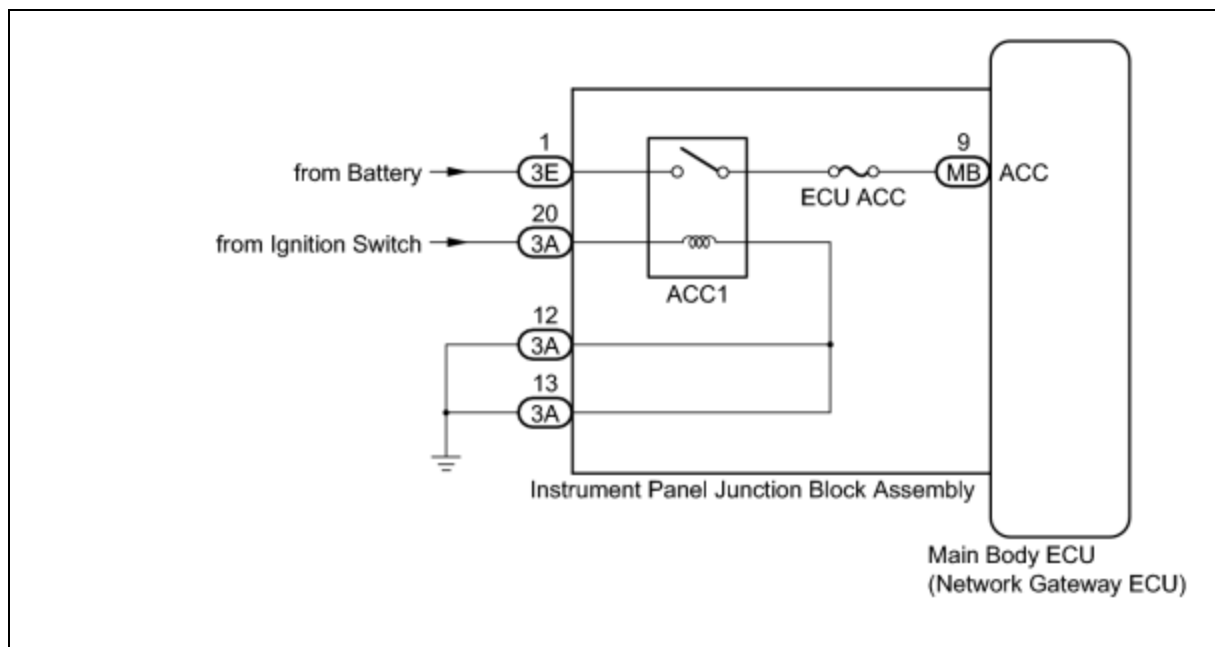 1
from Battery
3E
9
MB
ACC
ECU ACC
20
from Ignition Switch
3A
ACC1
12
3A
13
3A
Instrument Panel Junction Block Assembly
Main Body ECU
(Network Gateway ECU)